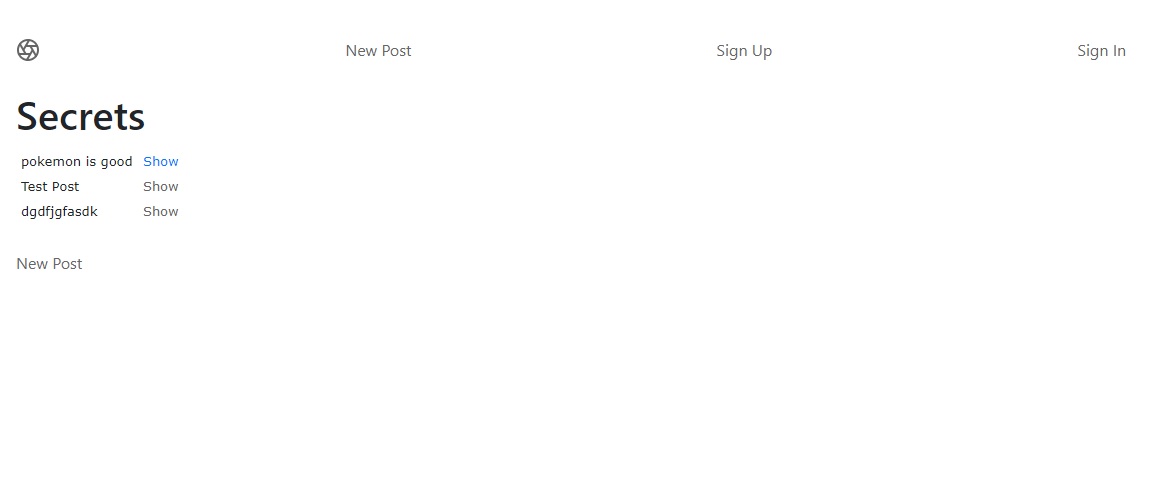 New Post Sign Up Sign In
Secrets
pokemon is good Show
Test Post Show
dgdfjgfasdk Show
New Post